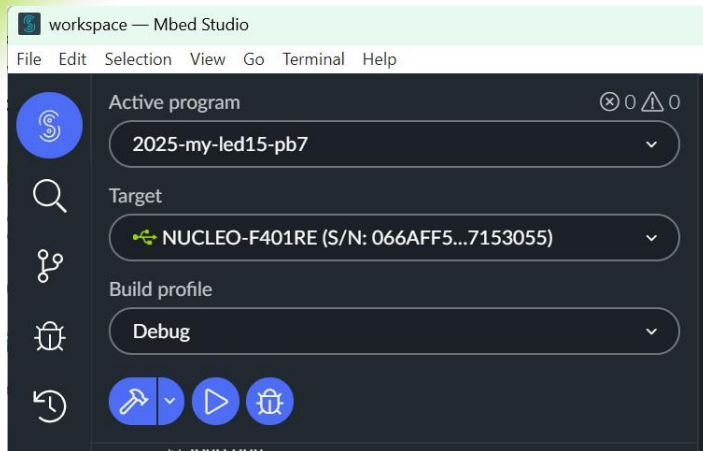 workspace — Mbed Studio
File Edit Selection View Go Terminal Help
Active program
0 0
2025-my-led15-pb7
Target
NUCLEO-F401RE (S/N: 066AFF5...7153055)
Build profile
Debug